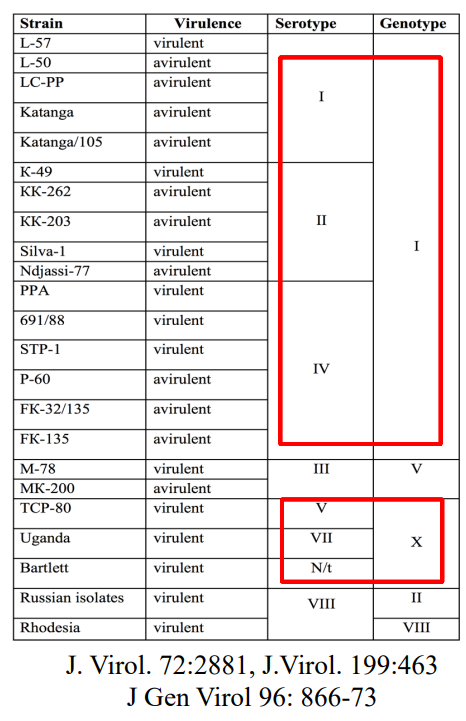 Strain Virulence Serotype Genotype
L-57 virulent
L-50 avirulent
LC-PP avirulent
I
Katanga avirulent
Katanga/105 avirulent
K-49 virulent
KK-262 avirulent
KK-203 avirulent
II
Silva-1 virulent
I
Ndjassi-77 avirulent
PPA virulent
691/88 virulent
STP-1 virulent
IV
P-60 avirulent
FK-32/135 avirulent
FK-135 avirulent
M-78 virulent III V
MK-200 avirulent
TCP-80 virulent V
Uganda virulent VII X
Bartlett virulent N/t
Russian isolates virulent VIII II
Rhodesia virulent VIII
J. Virol. 72:2881, J.Virol. 199:463
J Gen Virol 96: 866-73